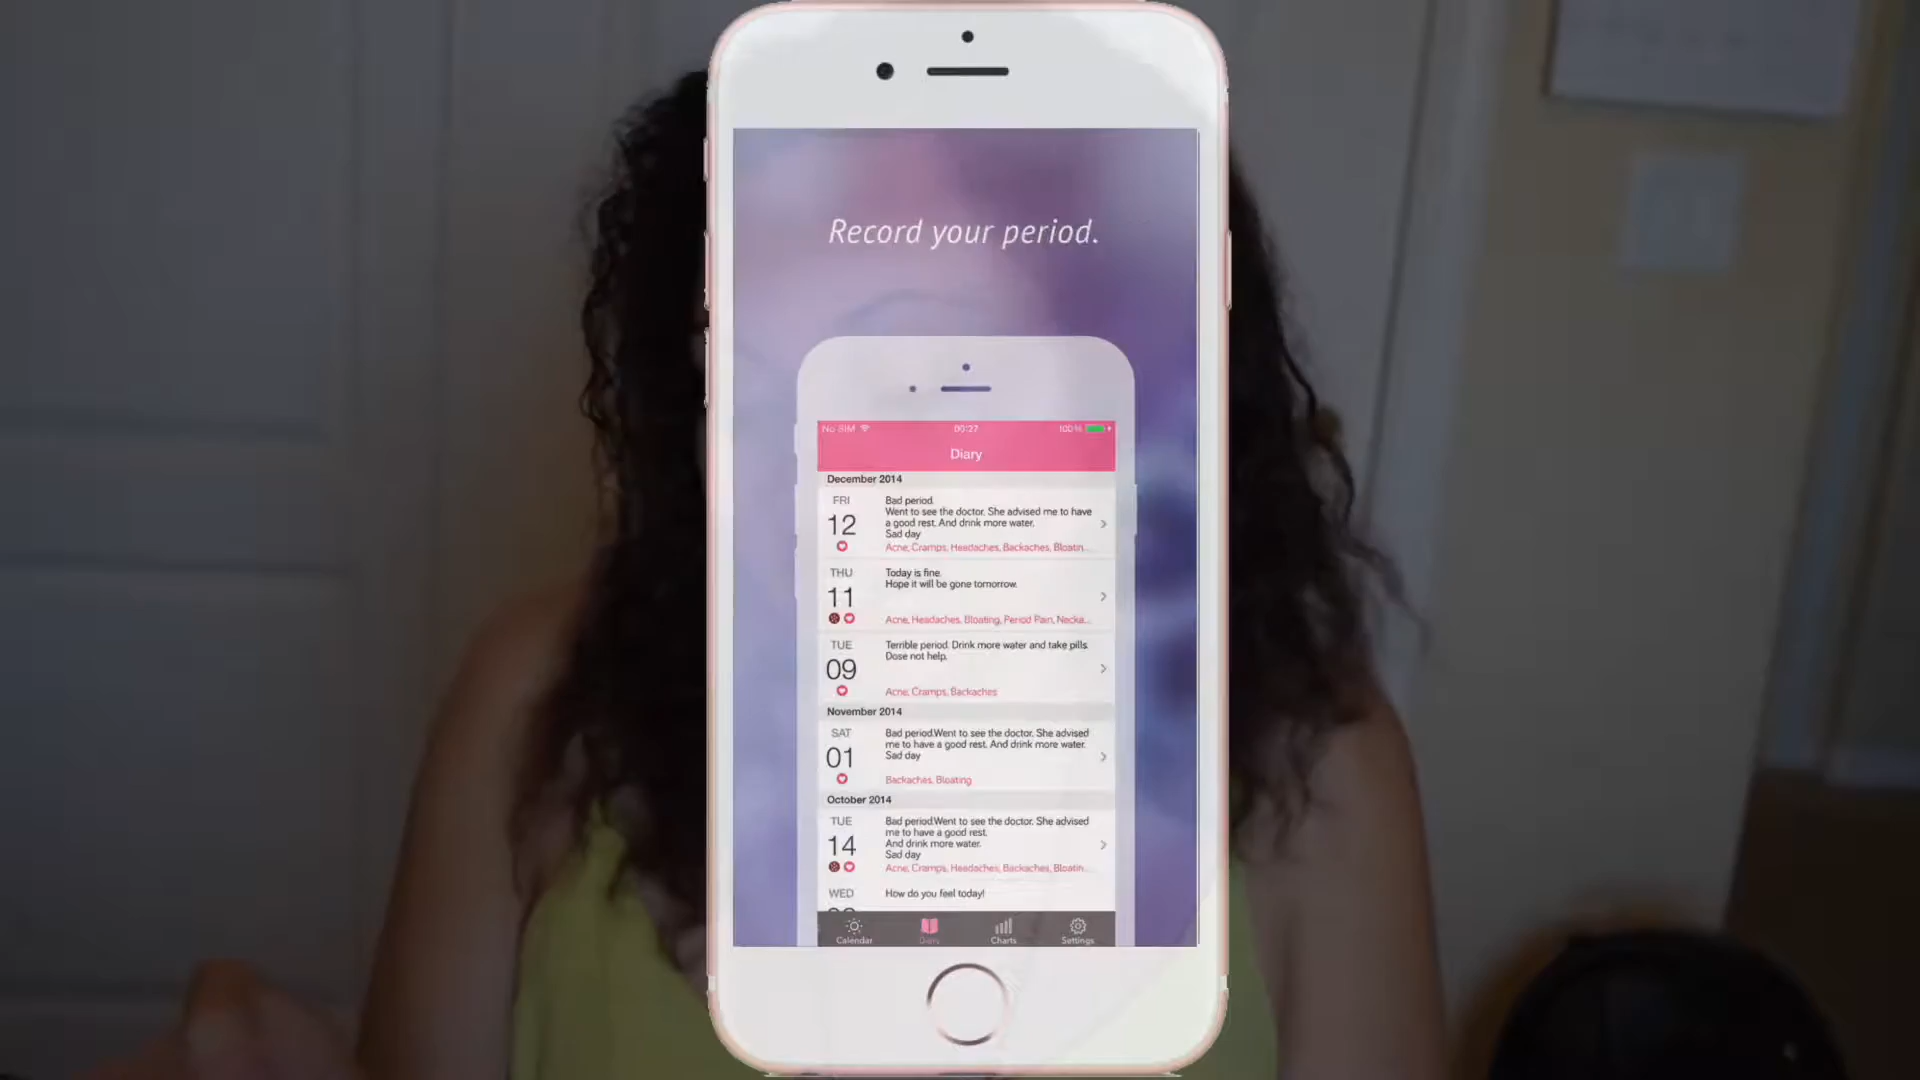 Record your period.
No SIM 00:27 100%
Diary
December 2014
FRI
12
Bad period.
Went to see the doctor. She advised me to have
a good rest. And drink more water.
Sad day
Acne, Cramps, Headaches, Backaches, Bloatin...
THU
11
Today is fine.
Hope it will be gone tomorrow.
Acne, Headaches, Bloating, Period Pain, Necka...
TUE
09
Terrible period. Drink more water and take pills.
Dose not help.
Acne, Cramps, Backaches
November 2014
SAT
01
Bad period.Went to see the doctor. She advised
me to have a good rest. And drink more water.
Sad day
Backaches, Bloating
October 2014
TUE
14
Bad period.Went to see the doctor. She advised
me to have a good rest.
And drink more water.
Sad day
Acne, Cramps, Headaches, Backaches, Bloatin...
WED
How do you feel today!
Calendar Diary Charts Settings